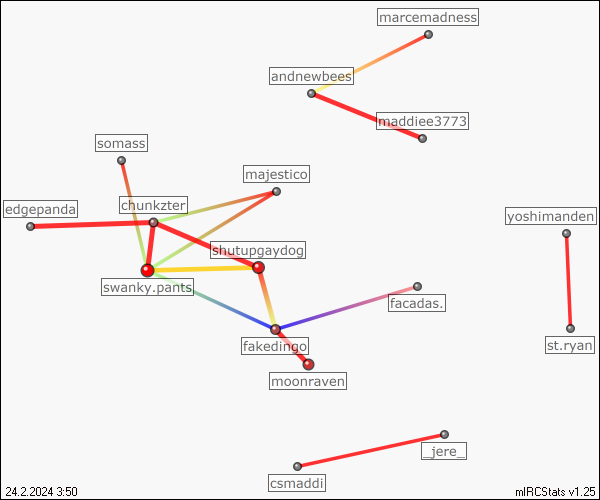 marcemadness
andnewbees
maddiee3773
somass
majestico
chunkzter
edgepanda
yoshimanden
shutupgaydog
swanky.pants
facadas.
fakedingo
st.ryan
moonraven
_jere_
csmaddi
24.2.2024 3:50
mIRCStats v1.25